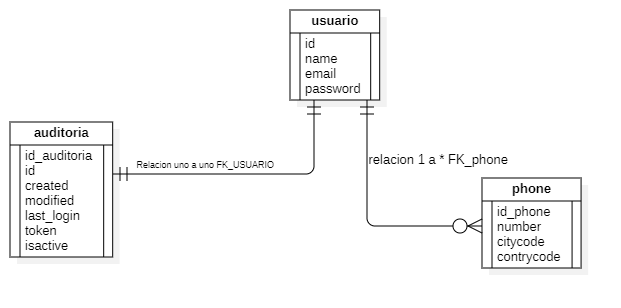 usuario
id
name
email
password
auditoria
id_auditoria
id
created
modified
last_login
token
isactive
Relacion uno a uno FK_USUARIO
relacion 1 a * FK_phone
phone
id_phone
number
citycode
contrycode